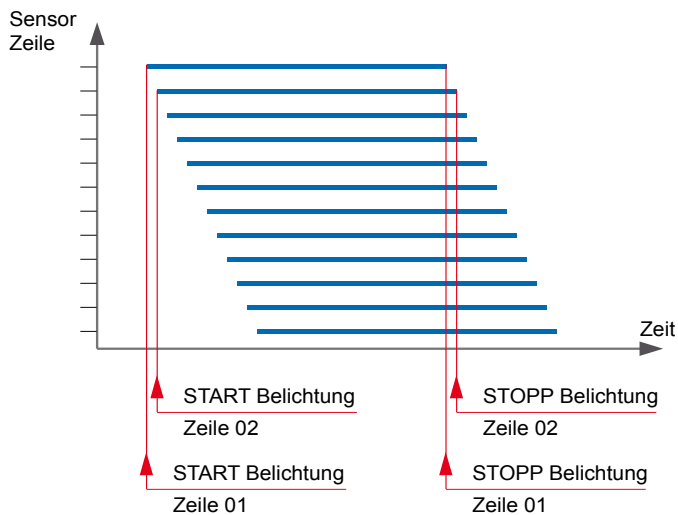 Sensor
Zeile
Zeit
START Belichtung
Zeile 02
STOPP Belichtung
Zeile 02
START Belichtung
Zeile 01
STOPP Belichtung
Zeile 01